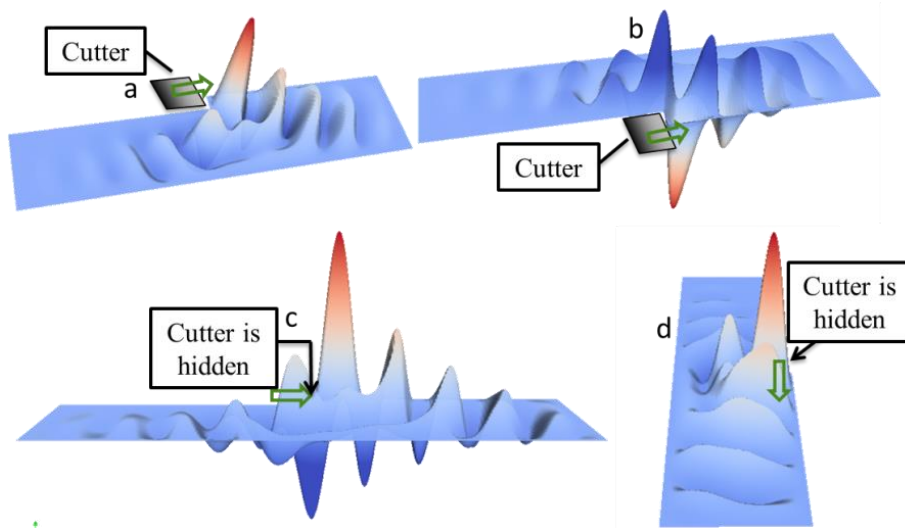 Cutter
a
b
Cutter
c
Cutter is
hidden
d
Cutter is
hidden